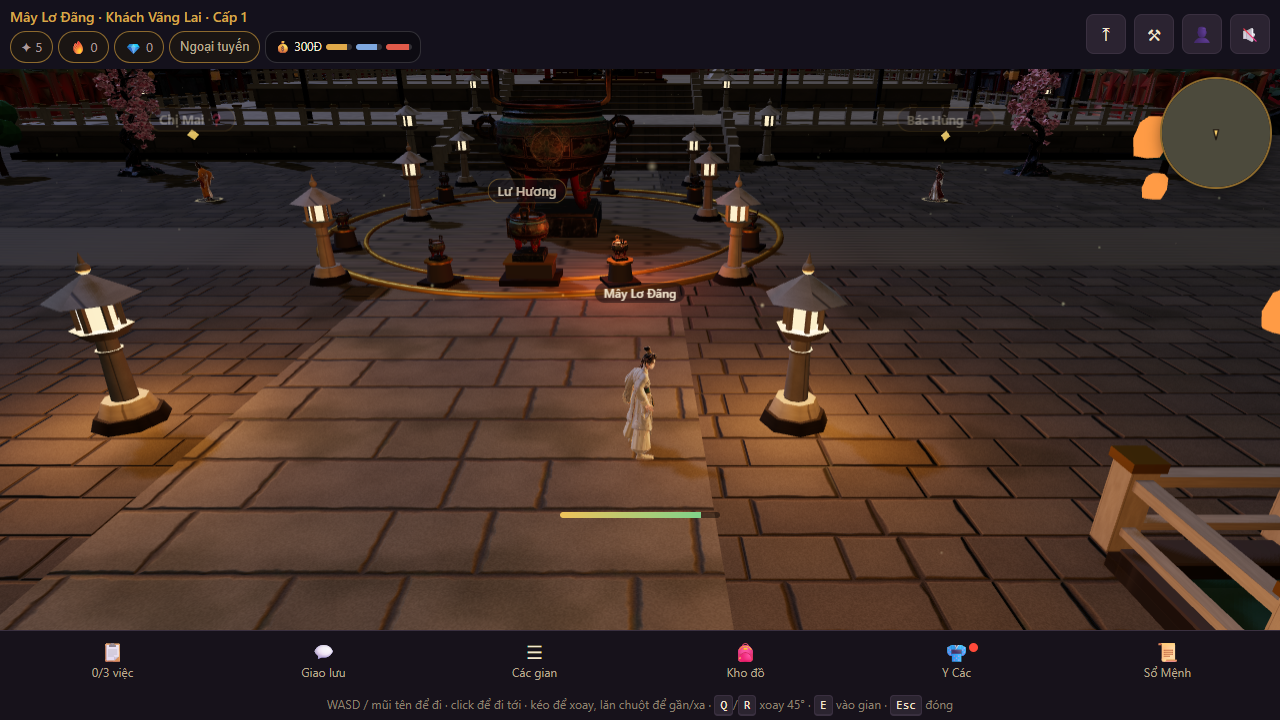 Mây Lơ Đãng · Khách Vãng Lai · Cấp 1
5
0
0
Ngoại tuyến
300Đ
Chị Mai
Bác Hùng
Lư Hương
Mây Lơ Đãng
0/3 việc
Giao lưu
Các gian
Kho đồ
Y Các
Sổ Mệnh
WASD / mũi tên để đi · click để đi tới · kéo để xoay, lăn chuột để gần/xa · Q / R xoay 45° · E vào gian · Esc đóng